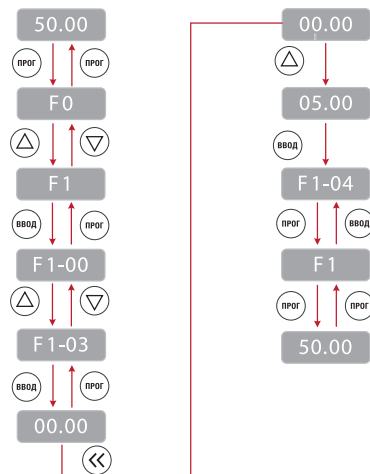 50.00
ПРОГ ПРОГ
F0
F1
ВВОД ПРОГ
F1-00
F1-03
ВВОД ПРОГ
00.00
00.00
05.00
ВВОД
F1-04
ПРОГ ВВОД
F1
ПРОГ ПРОГ
50.00